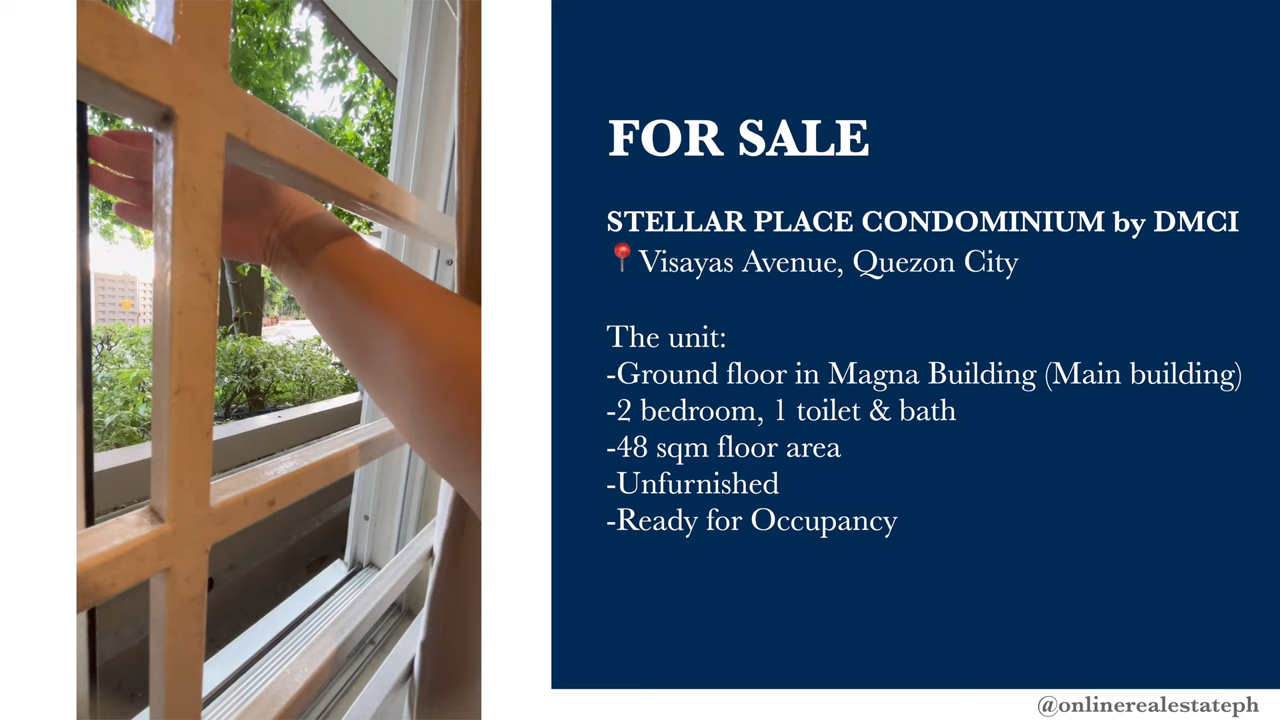 FOR SALE
STELLAR PLACE CONDOMINIUM by DMCI
📍Visayas Avenue, Quezon City
The unit:
-Ground floor in Magna Building (Main building)
-2 bedroom, 1 toilet & bath
-48 sqm floor area
-Unfurnished
-Ready for Occupancy
@onlinerealestateph